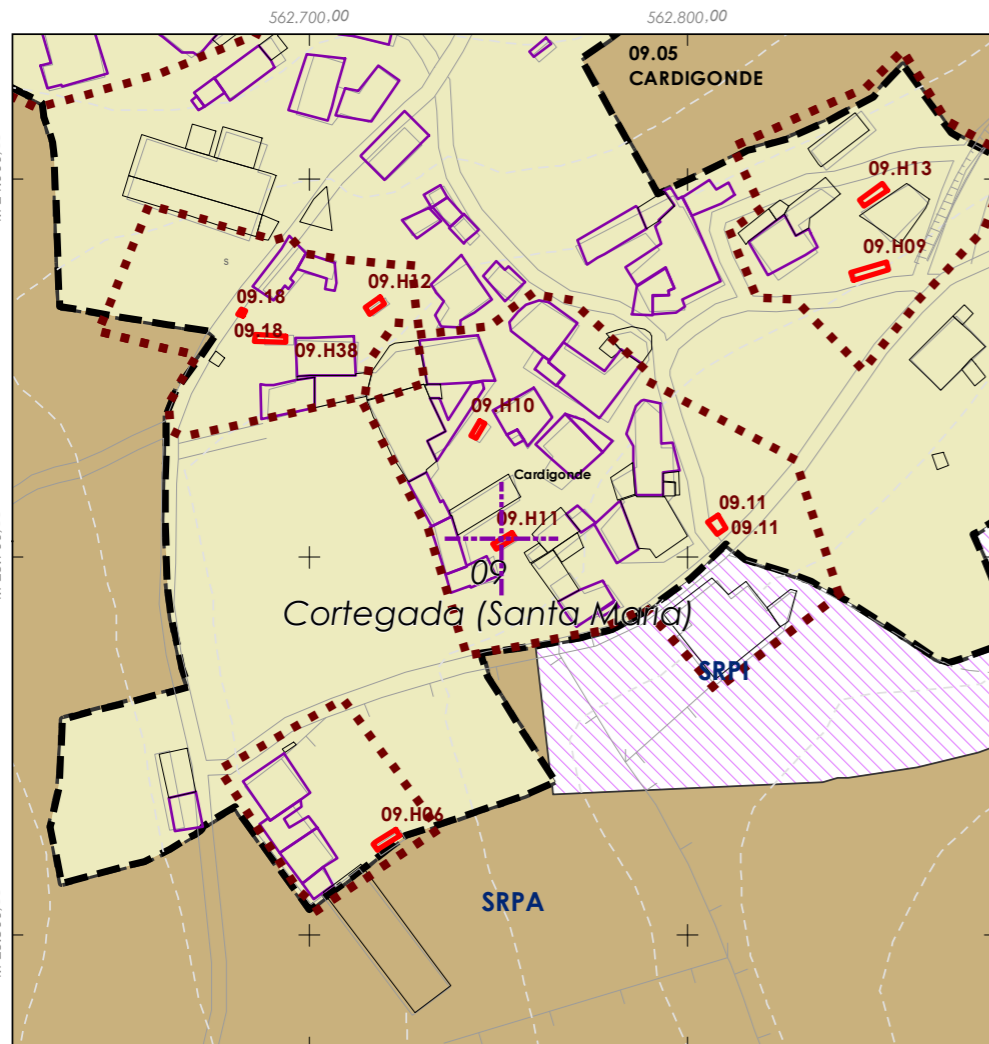 562.700,00
562.800,00
09.05
CARDIGONDE
09.H13
09.H09
09.H12
09.18
09.18
09.H38
09.H10
Cardigonde
09.H11
09.11
09.11
09
Cortegada (Santa María)
SRPI
09.H06
SRPA
s